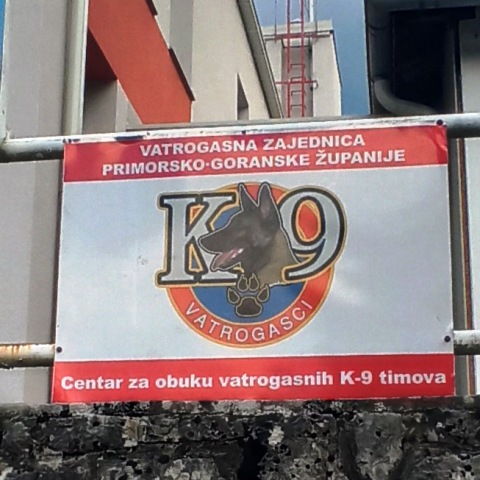 VATROGASNA ZAJEDNICA
PRIMORSKO-GORANSKE ŽUPANIJE
K 9
VATROGASCI
Centar za obuku vatrogasnih K-9 timova